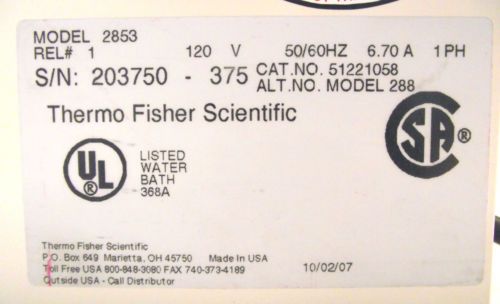 MODEL 2853
REL# 1 120 V 50/60HZ 6.70 A 1 PH
S/N: 203750 - 375 CAT.NO. 51221058
ALT.NO. MODEL 288
Thermo Fisher Scientific
SA ®
UL ®
LISTED
WATER
BATH
368A
Thermo Fisher Scientific
P.O. Box 649 Marietta, OH 45750 Made In USA
Toll Free USA 800-848-3080 FAX 740-373-4189
Outside USA - Call Distributor
10/02/07